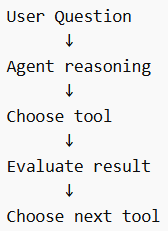 User Question
↓
Agent reasoning
↓
Choose tool
↓
Evaluate result
↓
Choose next tool